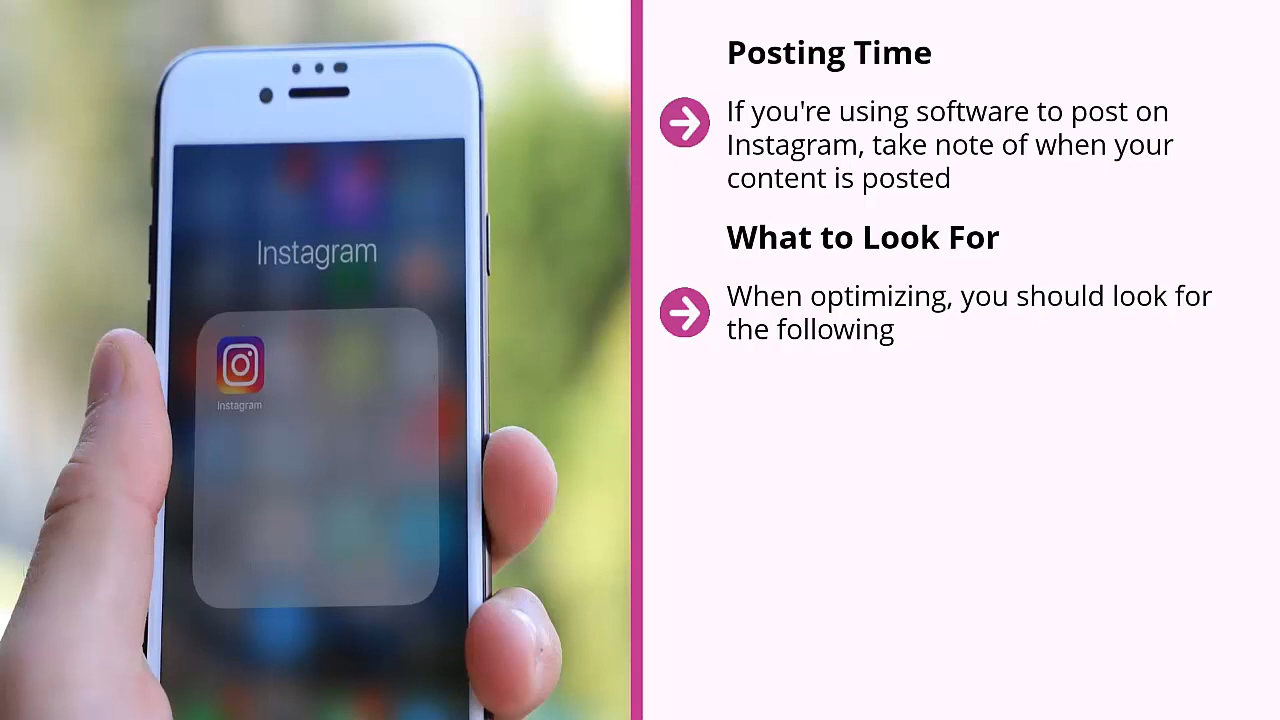 Instagram
Instagram
Posting Time
If you're using software to post on
Instagram, take note of when your
content is posted
What to Look For
When optimizing, you should look for
the following